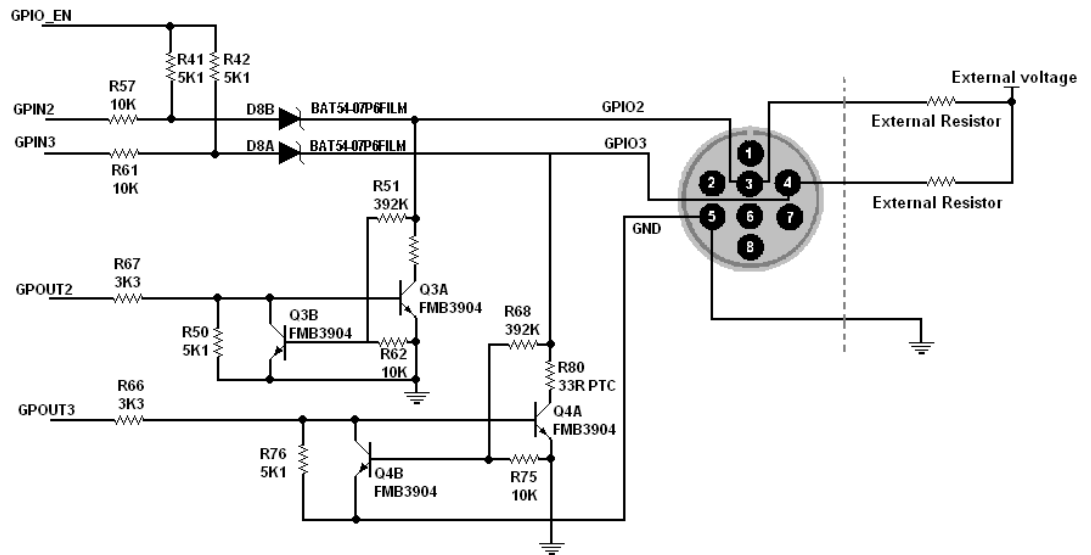 GPIO_EN
R41
5K1
R42
5K1
External voltage
R57
10K
D8B
BAT54-07P6FILM
GPIO2
GPIN2
External Resistor
GPIN3
D8A
BAT54-07P6FILM
GPIO3
R61
10K
1
2
3
4
5
6
7
8
R51
392K
External Resistor
GND
R67
3K3
GPOUT2
Q3A
FMB3904
Q3B
FMB3904
R50
5K1
R62
10K
R68
392K
R80
33R PTC
R66
3K3
GPOUT3
Q4A
FMB3904
R76
5K1
Q4B
FMB3904
R75
10K